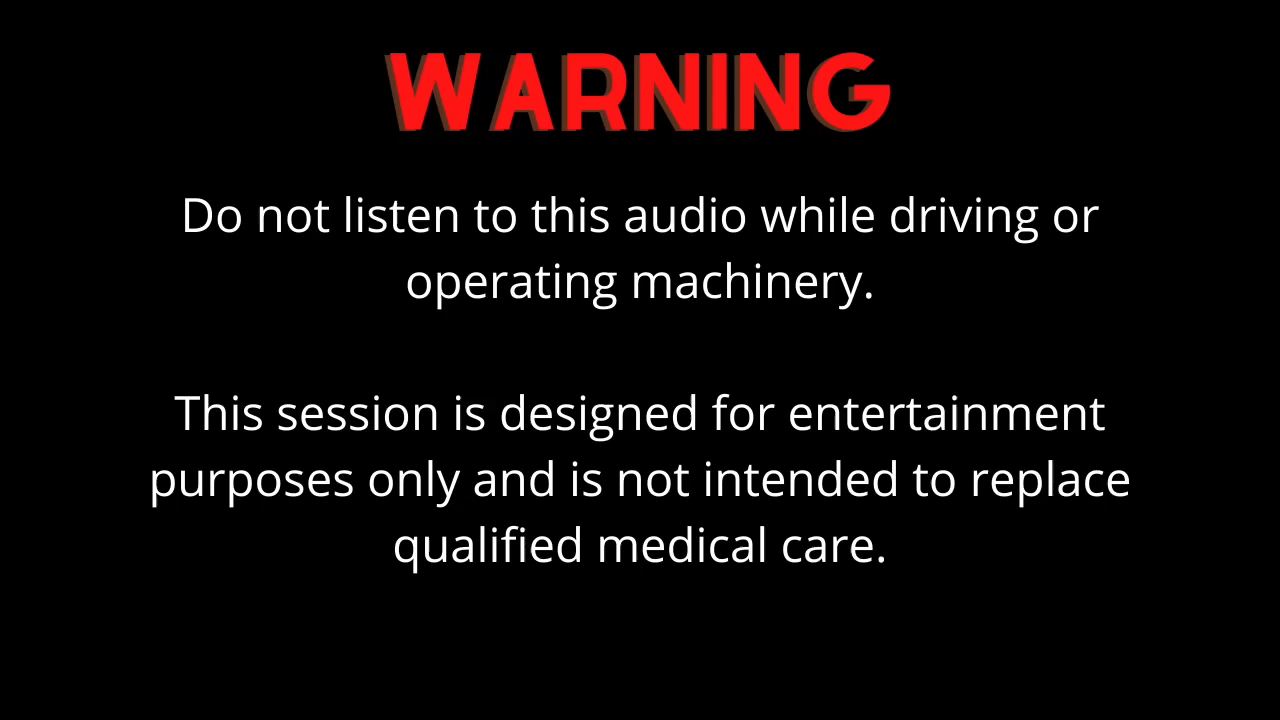 WARNING
Do not listen to this audio while driving or
operating machinery.
This session is designed for entertainment
purposes only and is not intended to replace
qualified medical care.